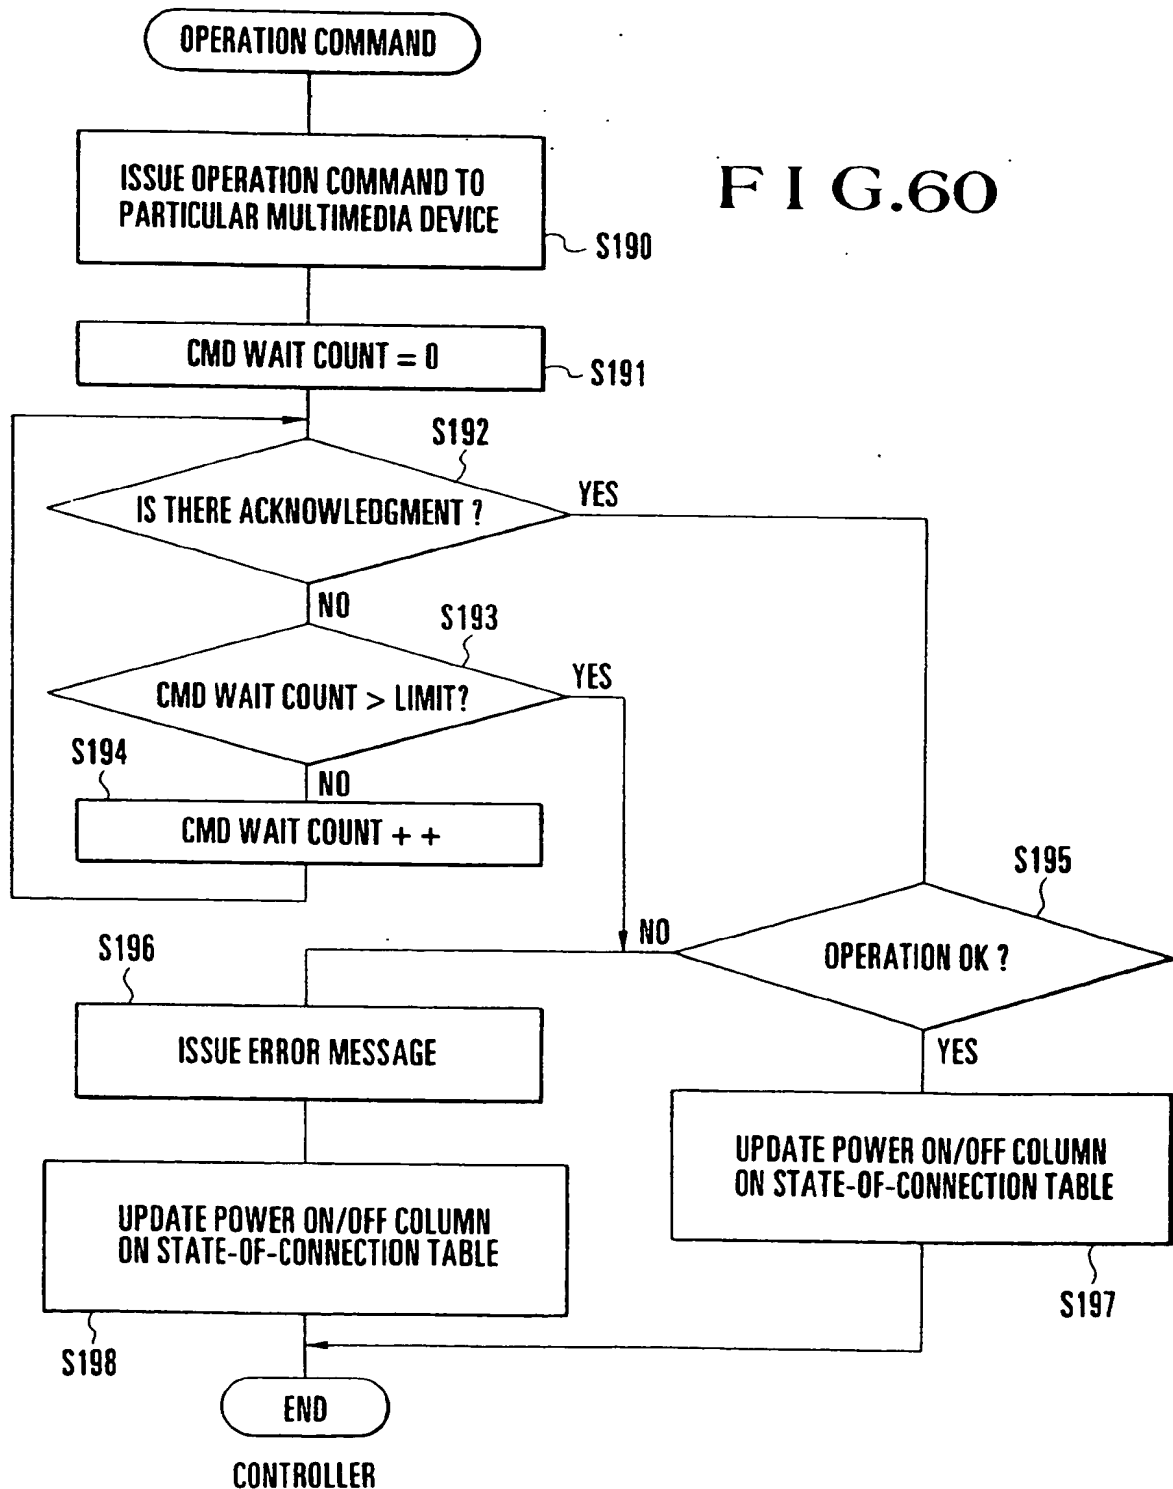 OPERATION COMMAND
ISSUE OPERATION COMMAND TO
PARTICULAR MULTIMEDIA DEVICE
S190
F I G.60
CMD WAIT COUNT = 0
S191
S192
IS THERE ACKNOWLEDGMENT ?
YES
NO
S193
CMD WAIT COUNT > LIMIT?
YES
S194
NO
CMD WAIT COUNT + +
S195
OPERATION OK ?
NO
YES
S196
ISSUE ERROR MESSAGE
UPDATE POWER ON/OFF COLUMN
ON STATE-OF-CONNECTION TABLE
S197
UPDATE POWER ON/OFF COLUMN
ON STATE-OF-CONNECTION TABLE
S198
END
CONTROLLER